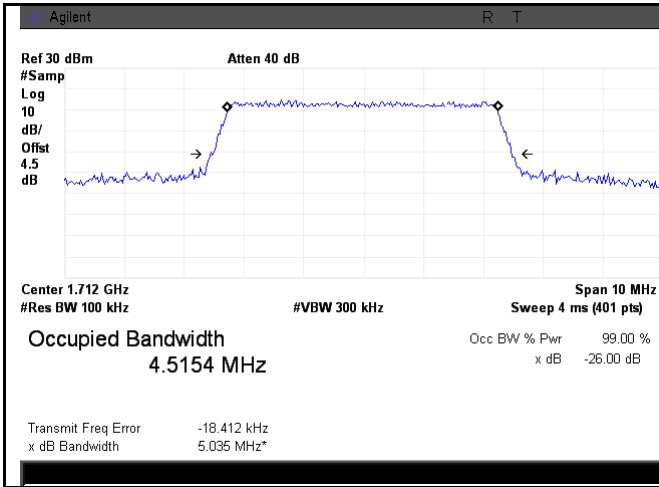 Agilent R T
Ref 30 dBm Atten 40 dB
#Samp
Log
10
dB/
Offst
4.5
dB
Center 1.712 GHz Span 10 MHz
#Res BW 100 kHz #VBW 300 kHz Sweep 4 ms (401 pts)
Occupied Bandwidth Occ BW % Pwr 99.00 %
4.5154 MHz x dB -26.00 dB
Transmit Freq Error -18.412 kHz
x dB Bandwidth 5.035 MHz*